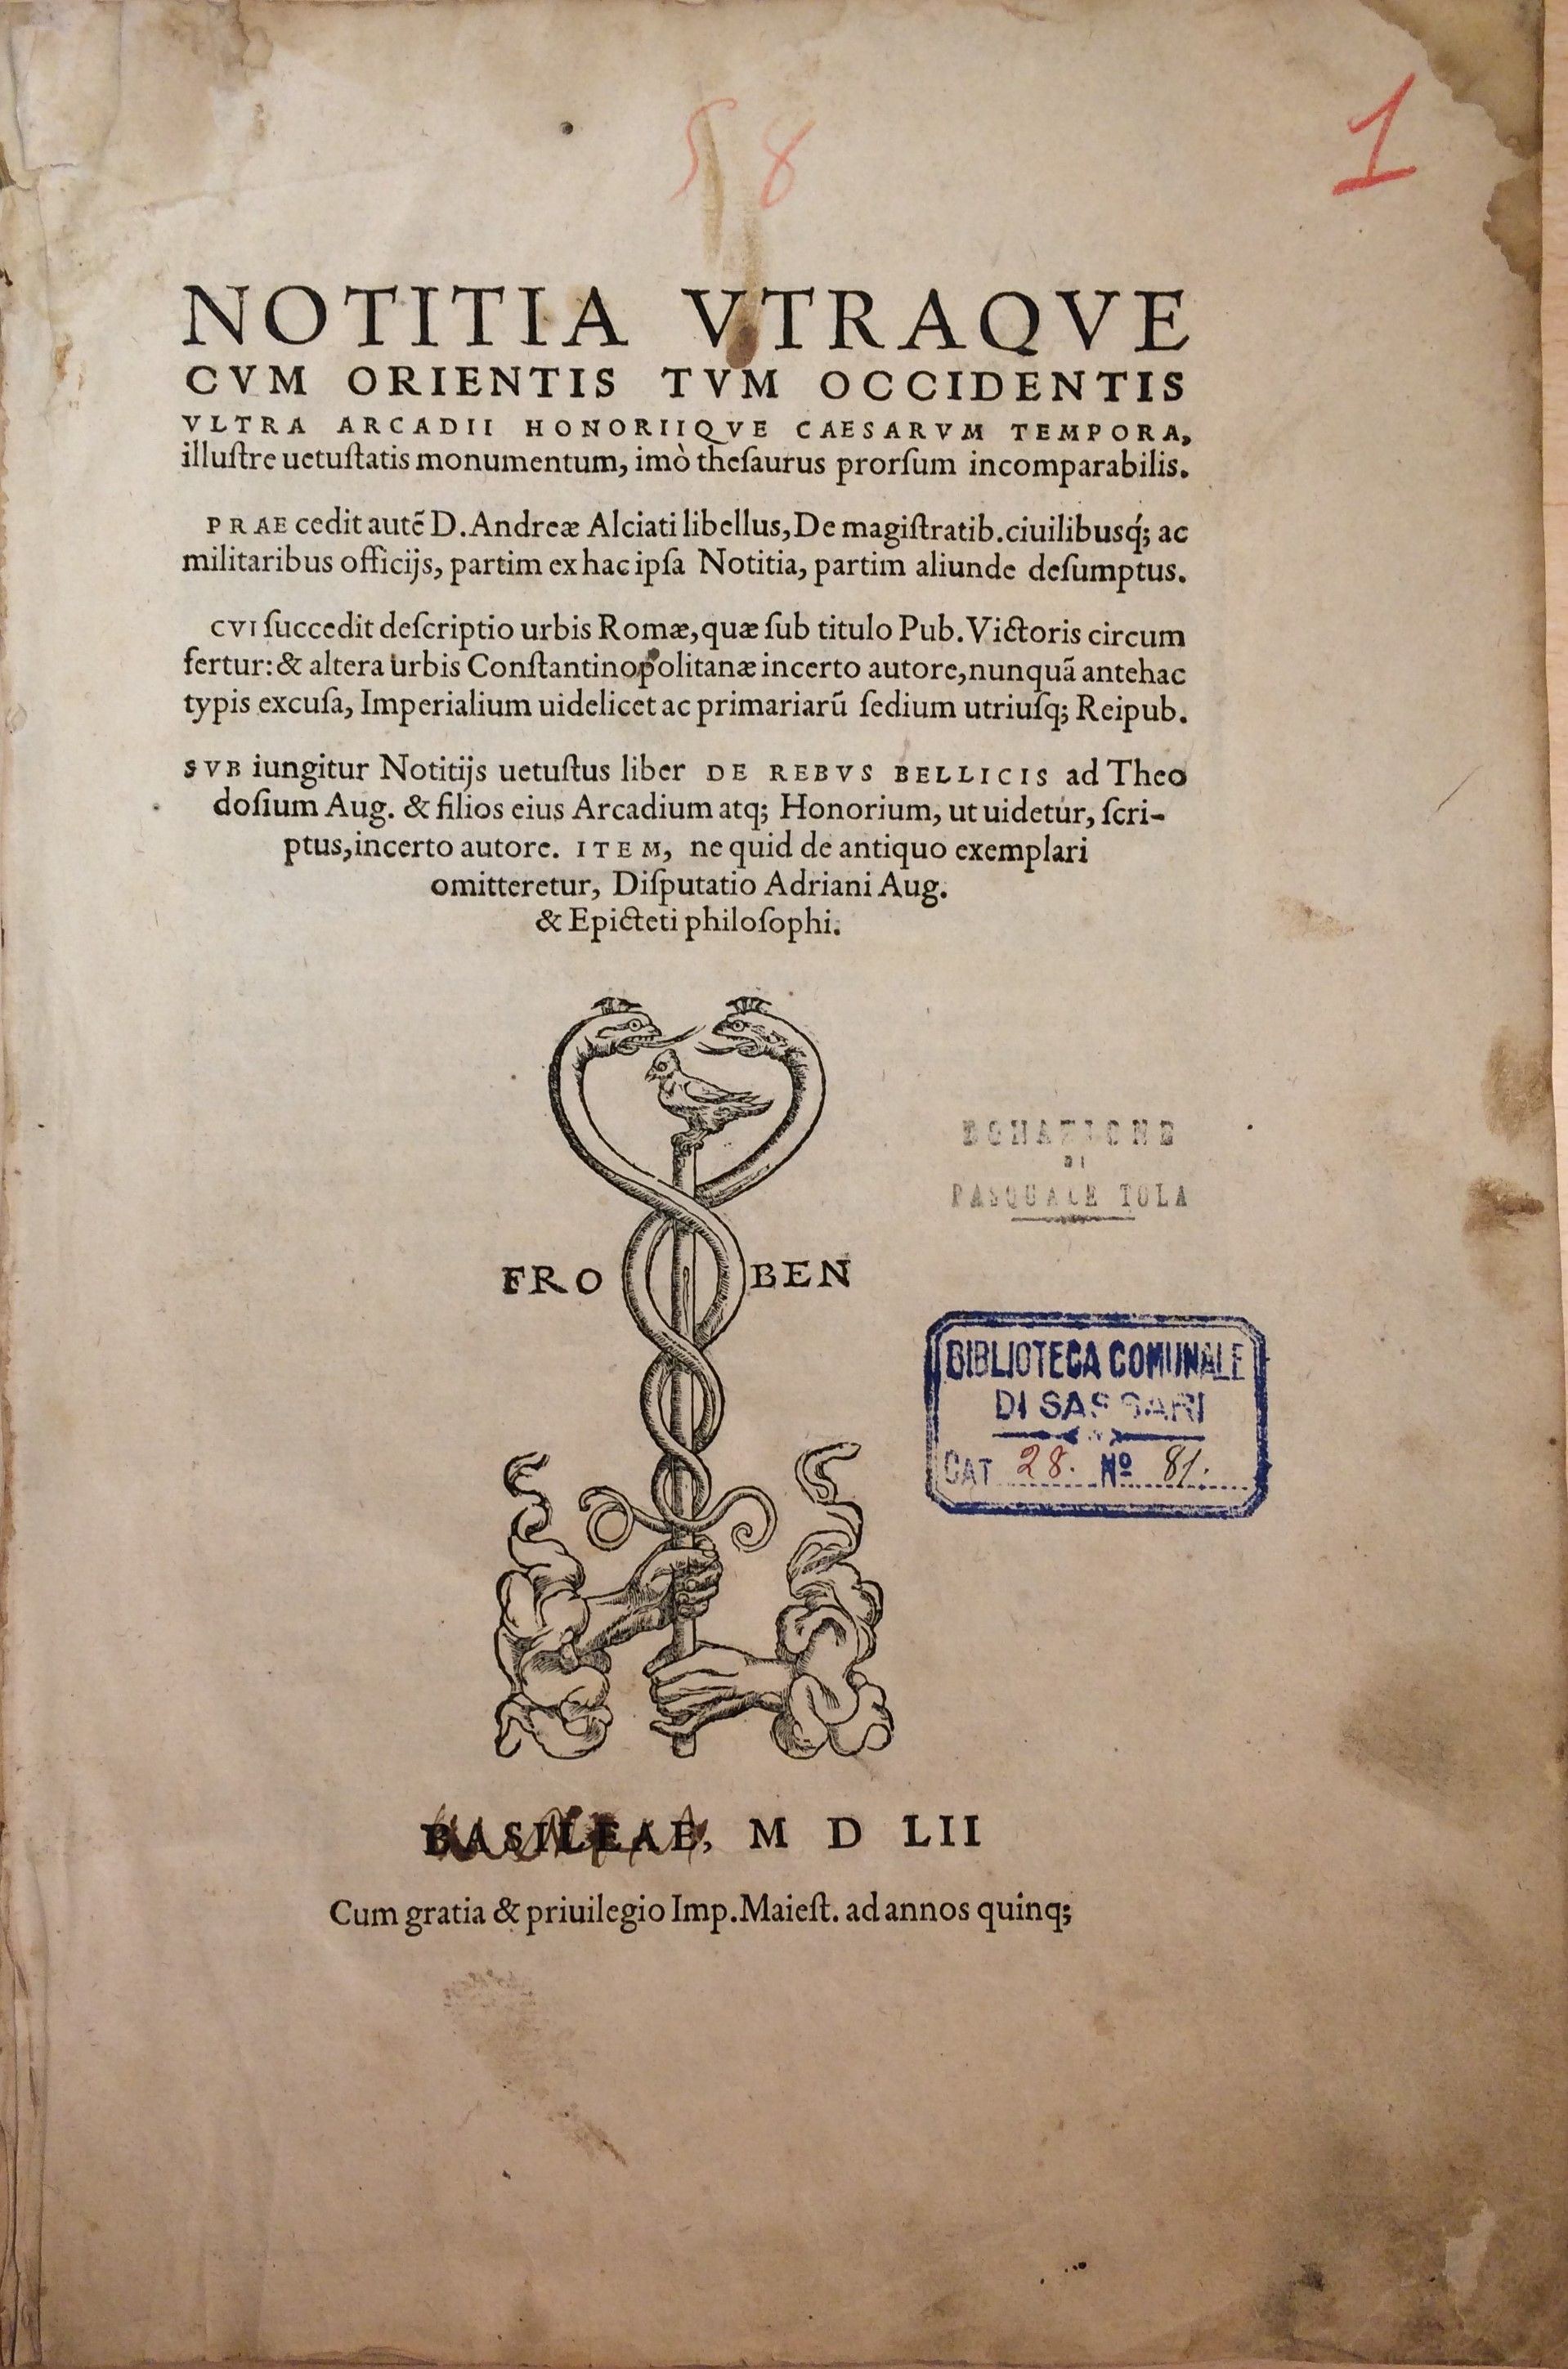 58
1
NOTITIA VTRAQVE
CVM ORIENTIS TVM OCCIDENTIS
VLTRA ARCADII HONORIIQVE CAESARVM TEMPORA,
illuſtre uetuſtatis monumentum, imò theſaurus prorſum incomparabilis.
PRAE cedit autẽ D. Andreæ Alciati libellus, De magiſtratib. ciuilibusq́; ac
militaribus officijs, partim ex hac ipſa Notitia, partim aliunde deſumptus.
CVI ſuccedit deſcriptio urbis Romæ, quæ ſub titulo Pub. Victoris circum
fertur: & altera urbis Conſtantinopolitanæ incerto autore, nunquã antehac
typis excuſa, Imperialium uidelicet ac primariarũ ſedium utriuſq; Reipub.
SVB iungitur Notitijs uetuſtus liber DE REBVS BELLICIS ad Theo
doſium Aug. & filios eius Arcadium atq; Honorium, ut uidetur, ſcri-
ptus, incerto autore. ITEM, ne quid de antiquo exemplari
omitteretur, Diſputatio Adriani Aug.
& Epicteti philoſophi.
DONAZIONE
DI
PASQUALE TOLA
FRO BEN
BIBLIOTECA COMUNALE
DI SASSARI
CAT 28. Nº 81.
BASILEAE, M D LII
Cum gratia & priuilegio Imp. Maieſt. ad annos quinq;